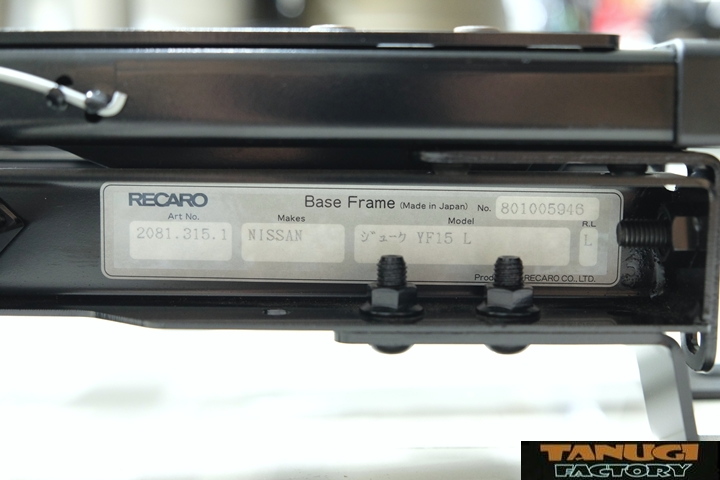 RECARO Base Frame (Made in Japan) No. 801005946
Art No. Makes Model R.L
2081.315.1 NISSAN ジューク YF15 L L
RECARO CO., LTD.
TANUGI
FACTORY